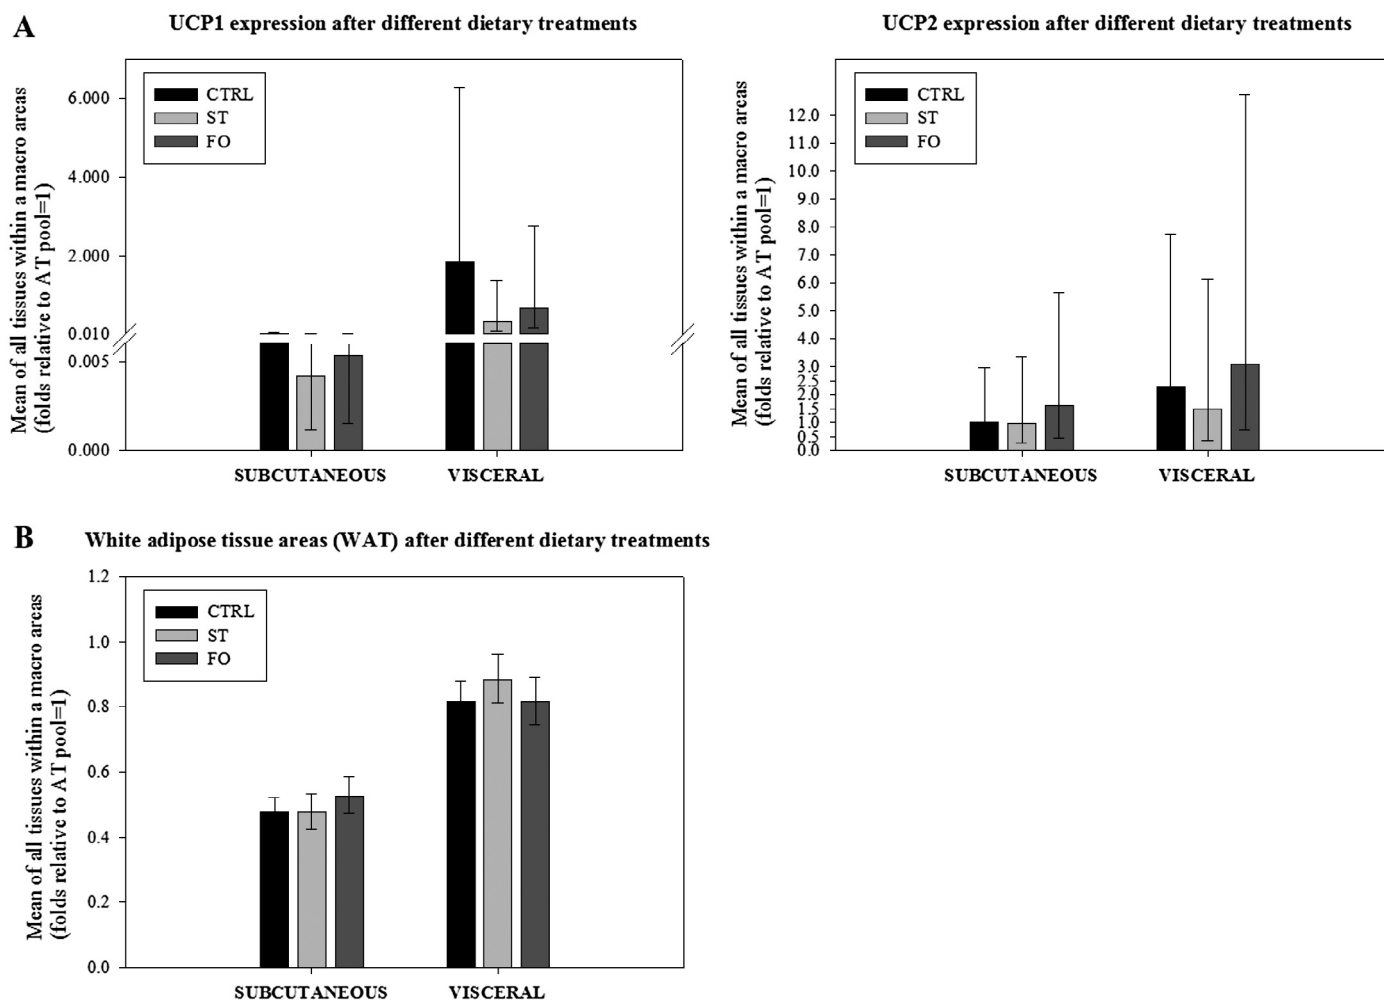 A
UCP1 expression after different dietary treatments
Mean of all tissues within a macro areas
(folds relative to AT pool=1)
6.000
4.000
2.000
0.010
0.005
0.000
CTRL
ST
FO
SUBCUTANEOUS
VISCERAL
UCP2 expression after different dietary treatments
Mean of all tissues within a macro areas
(folds relative to AT pool=1)
12.0
11.0
10.0
9.0
8.0
7.0
6.0
5.0
4.0
3.0
2.5
2.0
1.5
1.0
0.5
0.0
CTRL
ST
FO
SUBCUTANEOUS
VISCERAL
B
White adipose tissue areas (WAT) after different dietary treatments
Mean of all tissues within a macro areas
(folds relative to AT pool=1)
1.2
1.0
0.8
0.6
0.4
0.2
0.0
CTRL
ST
FO
SUBCUTANEOUS
VISCERAL